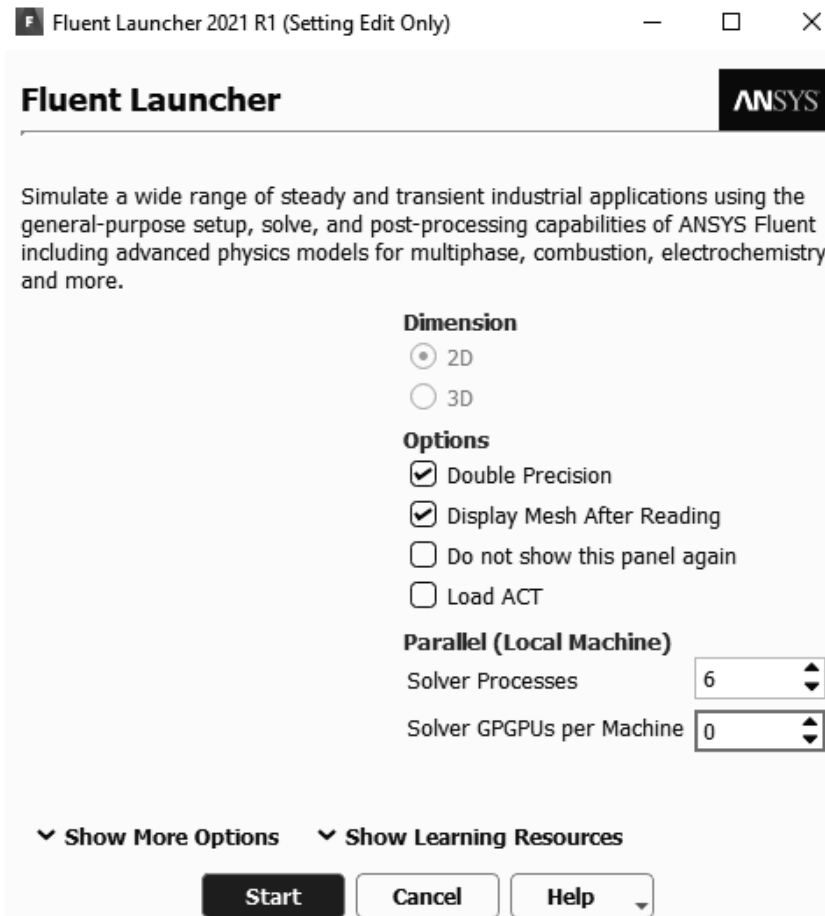 F Fluent Launcher 2021 R1 (Setting Edit Only)
Fluent Launcher
ANSYS
Simulate a wide range of steady and transient industrial applications using the
general-purpose setup, solve, and post-processing capabilities of ANSYS Fluent
including advanced physics models for multiphase, combustion, electrochemistry
and more.
Dimension
2D
3D
Options
Double Precision
Display Mesh After Reading
Do not show this panel again
Load ACT
Parallel (Local Machine)
Solver Processes 6
Solver GPGPUs per Machine 0
Show More Options Show Learning Resources
Start Cancel Help